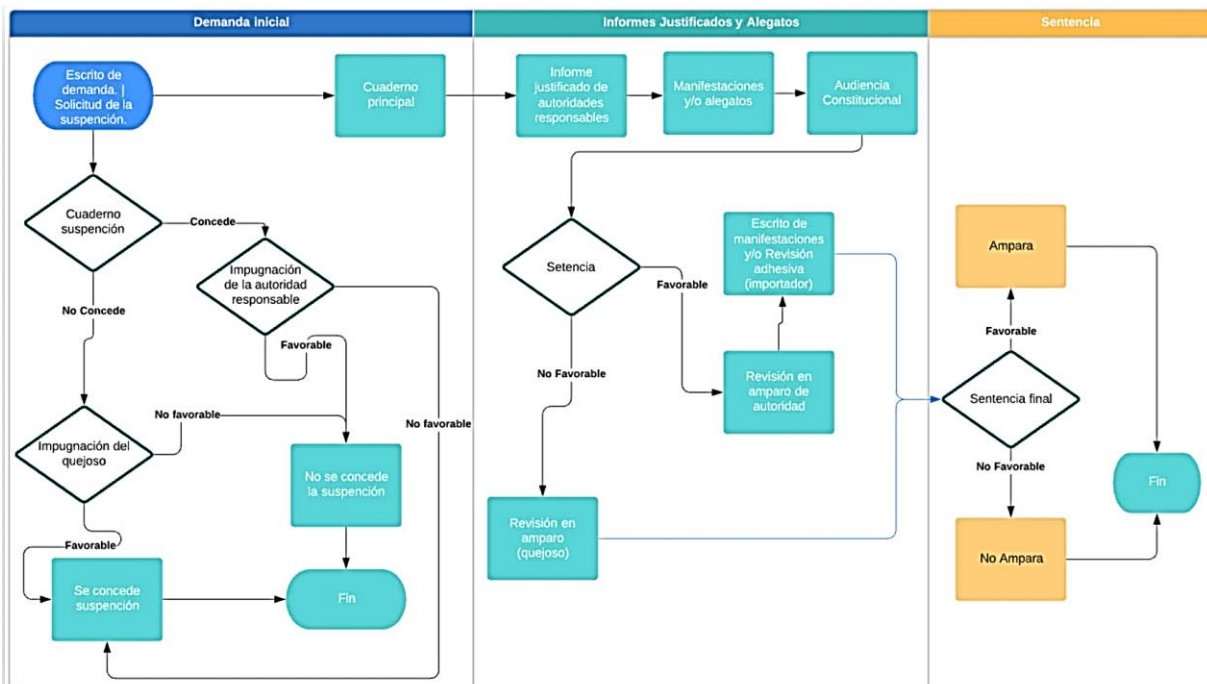 Demanda inicial
Escrito de
demanda. |
Solicitud de la
suspención.
Cuaderno
principal
Cuaderno
suspención
Concede
No Concede
Impugnación
de la autoridad
responsable
Favorable
No favorable
Impugnación del
quejoso
No favorable
Favorable
No se concede
la suspención
Se concede
suspención
Fin
Informes Justificados y Alegatos
Informe
justificado de
autoridades
responsables
Manifestaciones
y/o alegatos
Audiencia
Constitucional
Setencia
Favorable
No Favorable
Escrito de
manifestaciones
y/o Revisión
adhesiva
(importador)
Revisión en
amparo de
autoridad
Revisión en
amparo
(quejoso)
Sentencia
Ampara
Favorable
Sentencia final
No Favorable
No Ampara
Fin